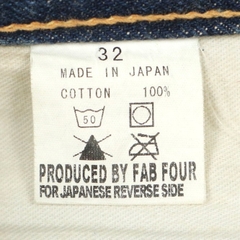 32
MADE IN JAPAN
COTTON 100%
50
PRODUCED BY FAB FOUR
FOR JAPANESE REVERSE SIDE